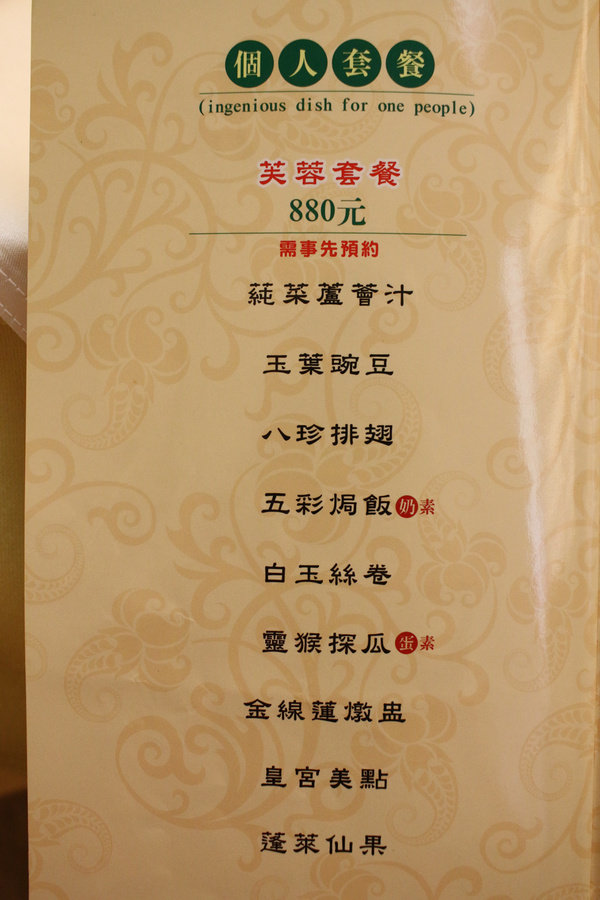 個人套餐
(ingenious dish for one people)
芙蓉套餐
880元
需事先預約
蒓菜蘆薈汁
玉葉豌豆
八珍排翅
五彩焗飯 奶素
白玉絲卷
靈猴探瓜 蛋素
金線蓮燉盅
皇宮美點
蓬萊仙果